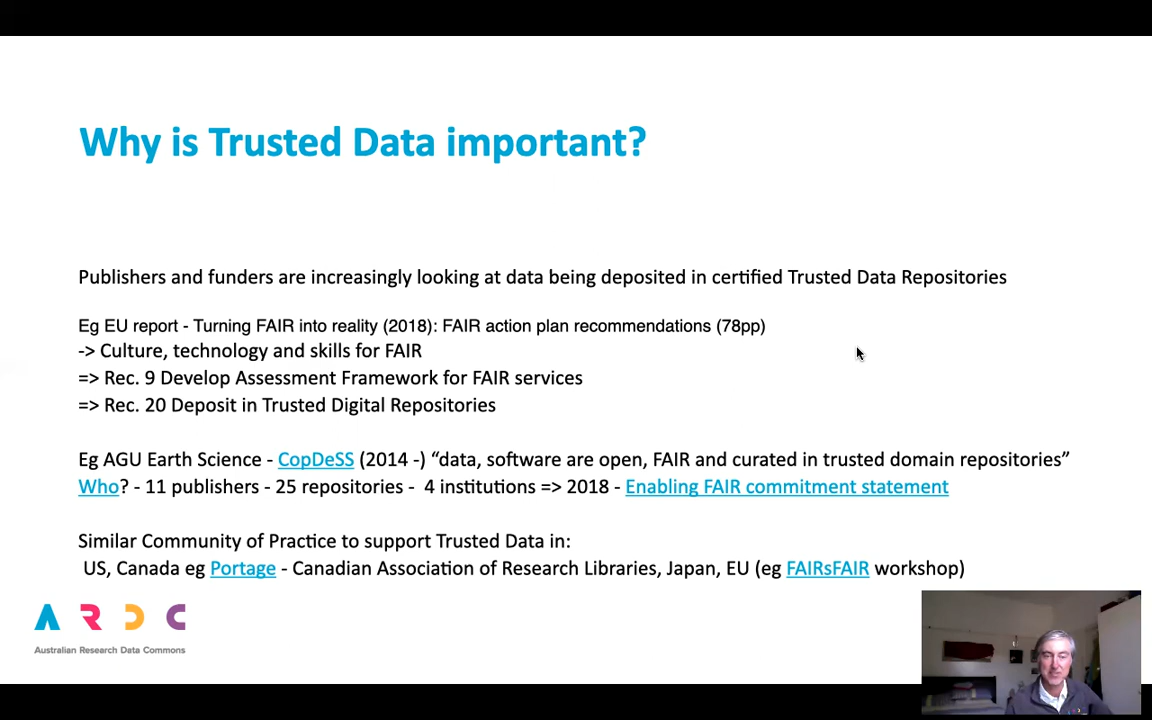 Why is Trusted Data important?
Publishers and funders are increasingly looking at data being deposited in certified Trusted Data Repositories
Eg EU report - Turning FAIR into reality (2018): FAIR action plan recommendations (78pp)
-> Culture, technology and skills for FAIR
=> Rec. 9 Develop Assessment Framework for FAIR services
=> Rec. 20 Deposit in Trusted Digital Repositories
Eg AGU Earth Science - CopDeSS (2014 -) “data, software are open, FAIR and curated in trusted domain repositories”
Who? - 11 publishers - 25 repositories - 4 institutions => 2018 - Enabling FAIR commitment statement
Similar Community of Practice to support Trusted Data in:
US, Canada eg Portage - Canadian Association of Research Libraries, Japan, EU (eg FAIRsFAIR workshop)
ARDC
Australian Research Data Commons